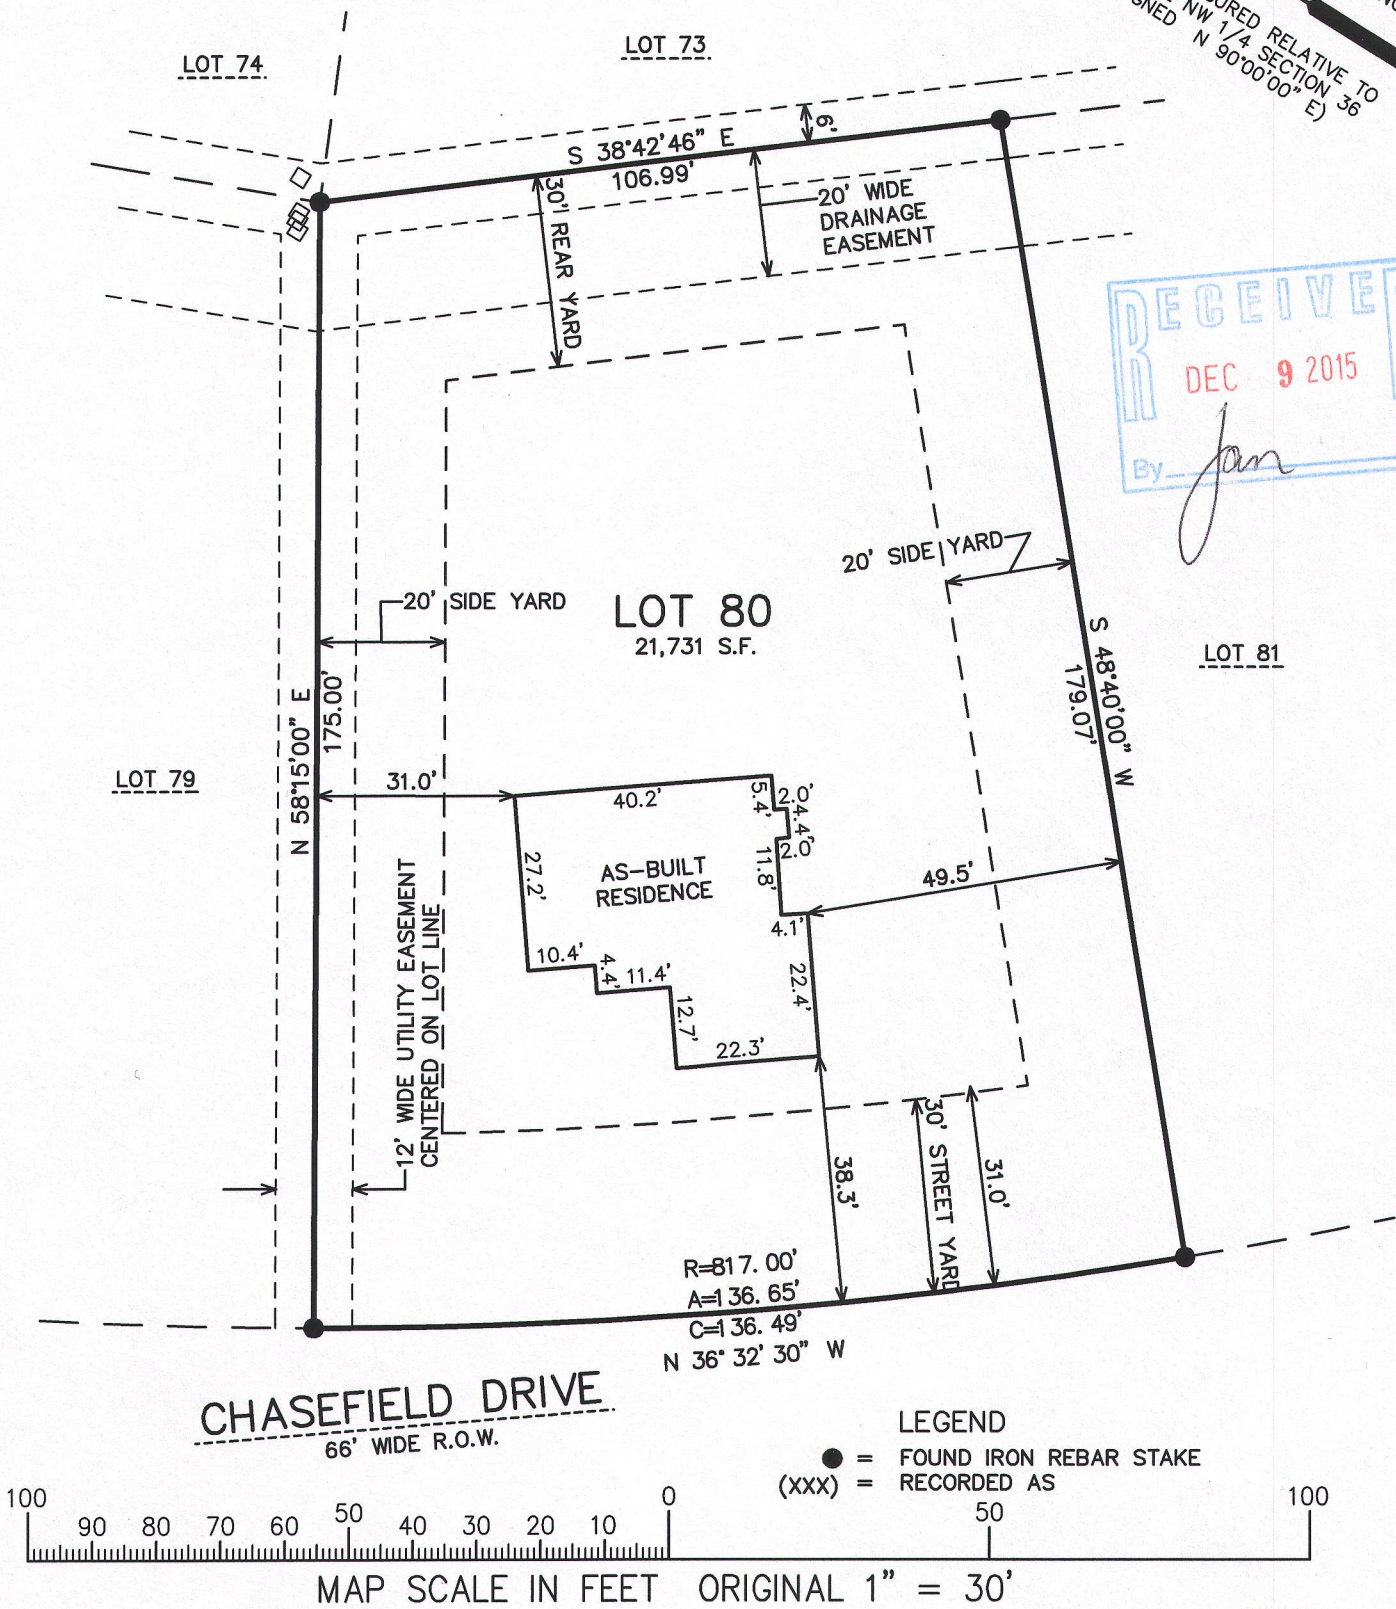 URED RELATIVE TO
NW 1/4 SECTION 36
GNED N 90°00'00" E)
LOT 74
LOT 73
S 38°42'46" E
106.99'
6'
30' REAR YARD
20' WIDE
DRAINAGE
EASEMENT
RECEIVE
DEC 9 2015
By Jan
20' SIDE YARD
20' SIDE YARD
LOT 80
21,731 S.F.
S 48°40'00" W
179.07'
LOT 81
N 58°15'00" E
175.00'
LOT 79
31.0'
40.2'
5.4'
2.0'
4.4'
2.0'
11.8'
27.2'
AS-BUILT
RESIDENCE
49.5'
4.1'
10.4'
4.4'
11.4'
12.7'
22.4'
22.3'
12' WIDE UTILITY EASEMENT
CENTERED ON LOT LINE
38.3'
30' STREET YARD
31.0'
R=817.00'
A=136.65'
C=136.49'
N 36°32'30" W
CHASEFIELD DRIVE
66' WIDE R.O.W.
LEGEND
= FOUND IRON REBAR STAKE
(XXX) = RECORDED AS
100 90 80 70 60 50 40 30 20 10 0 50 100
MAP SCALE IN FEET ORIGINAL 1" = 30'